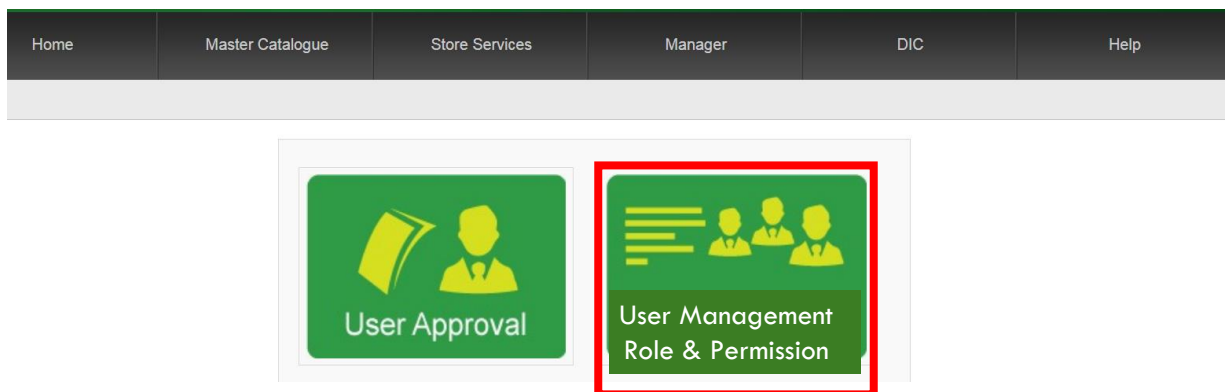 Home Master Catalogue Store Services Manager DIC Help
User Approval
User Management
Role & Permission